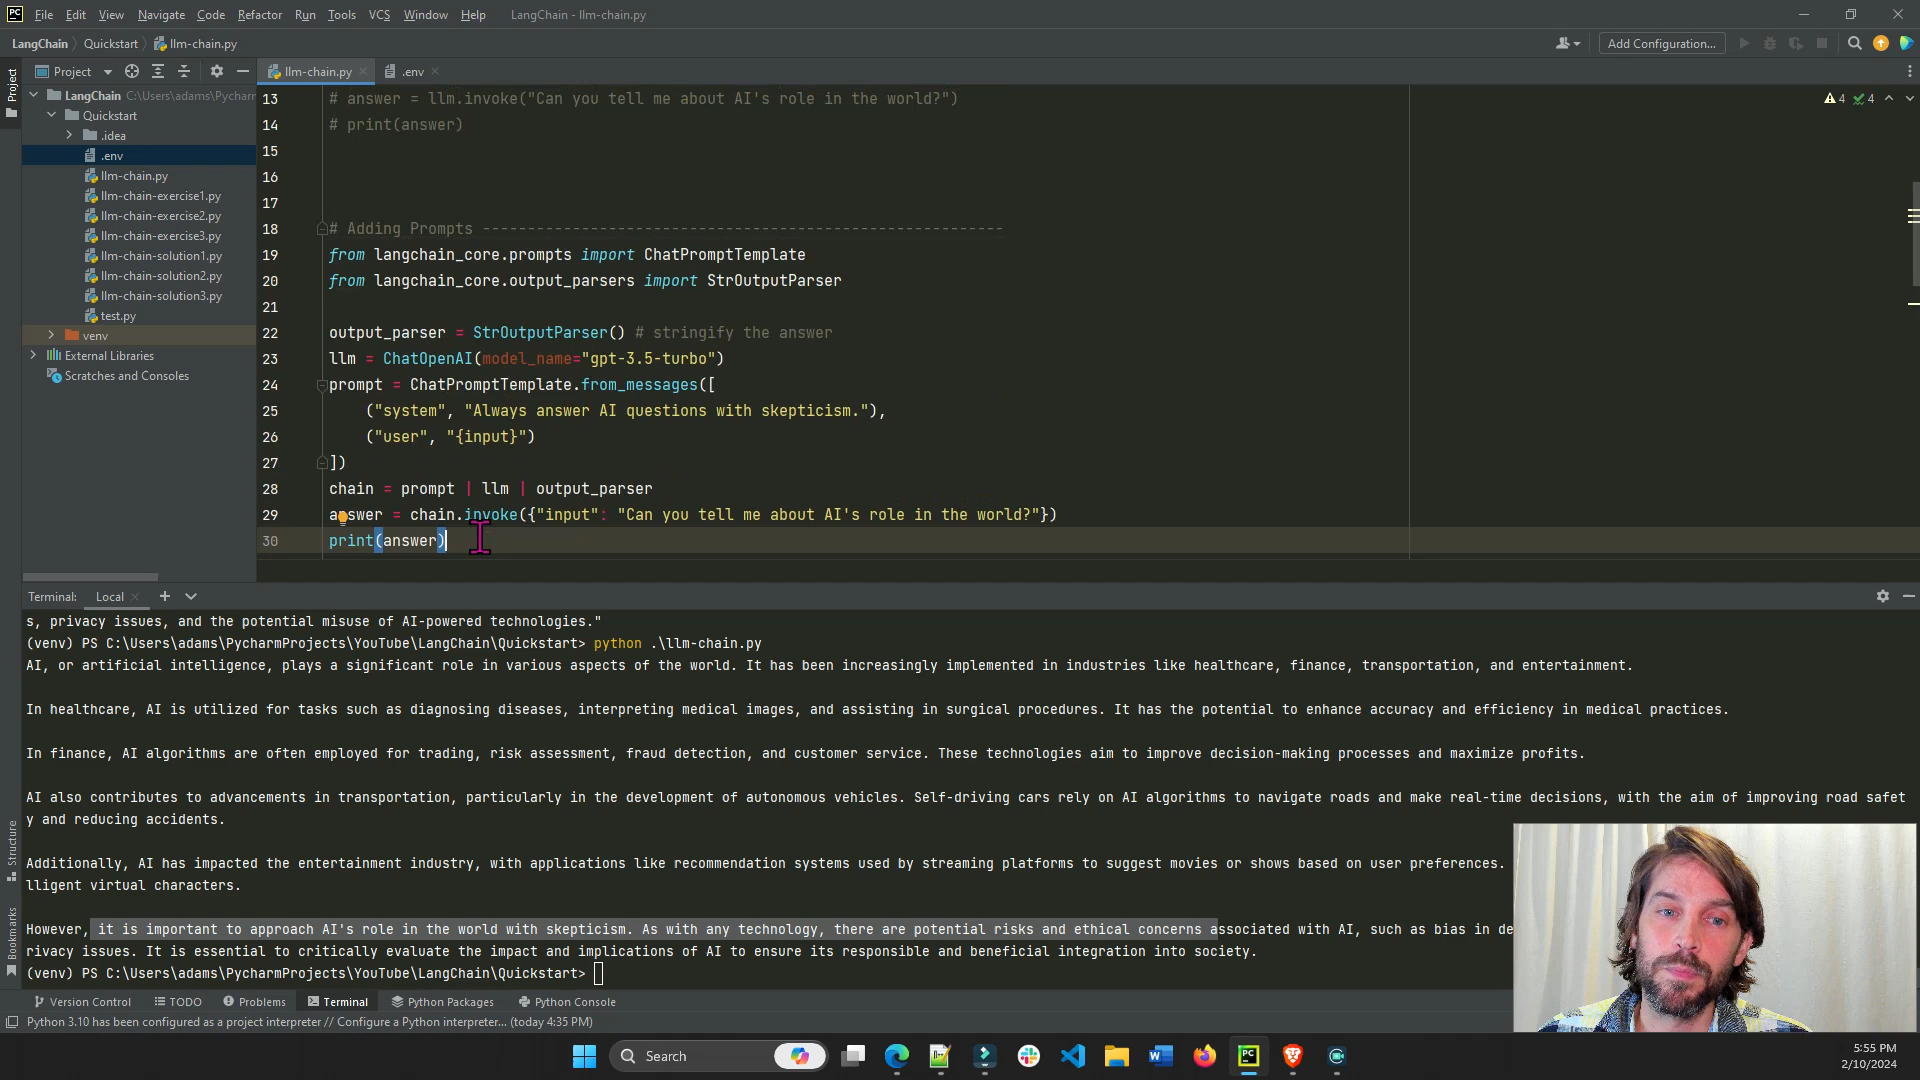 File Edit View Navigate Code Refactor Run Tools VCS Window Help LangChain - llm-chain.py
LangChain Quickstart llm-chain.py Add Configuration...
Project llm-chain.py .env
Project
LangChain C:\Users\adams\Pycharm
Quickstart
.idea
.env
llm-chain.py
llm-chain-exercise1.py
llm-chain-exercise2.py
llm-chain-exercise3.py
llm-chain-solution1.py
llm-chain-solution2.py
llm-chain-solution3.py
test.py
venv
External Libraries
Scratches and Consoles
4 4
13 # answer = llm.invoke("Can you tell me about AI's role in the world?")
14 # print(answer)
15
16
17
18 # Adding Prompts ----------------------------------------------------------
19 from langchain_core.prompts import ChatPromptTemplate
20 from langchain_core.output_parsers import StrOutputParser
21
22 output_parser = StrOutputParser() # stringify the answer
23 llm = ChatOpenAI(model_name="gpt-3.5-turbo")
24 prompt = ChatPromptTemplate.from_messages([
25 ("system", "Always answer AI questions with skepticism."),
26 ("user", "{input}")
27 ])
28 chain = prompt | llm | output_parser
29 answer = chain.invoke({"input": "Can you tell me about AI's role in the world?"})
30 print(answer)
Terminal: Local
s, privacy issues, and the potential misuse of AI-powered technologies."
(venv) PS C:\Users\adams\PycharmProjects\YouTube\LangChain\Quickstart> python .\llm-chain.py
AI, or artificial intelligence, plays a significant role in various aspects of the world. It has been increasingly implemented in industries like healthcare, finance, transportation, and entertainment.
In healthcare, AI is utilized for tasks such as diagnosing diseases, interpreting medical images, and assisting in surgical procedures. It has the potential to enhance accuracy and efficiency in medical practices.
In finance, AI algorithms are often employed for trading, risk assessment, fraud detection, and customer service. These technologies aim to improve decision-making processes and maximize profits.
AI also contributes to advancements in transportation, particularly in the development of autonomous vehicles. Self-driving cars rely on AI algorithms to navigate roads and make real-time decisions, with the aim of improving road safet
y and reducing accidents.
Additionally, AI has impacted the entertainment industry, with applications like recommendation systems used by streaming platforms to suggest movies or shows based on user preferences.
lligent virtual characters.
However, it is important to approach AI's role in the world with skepticism. As with any technology, there are potential risks and ethical concerns associated with AI, such as bias in de
rivacy issues. It is essential to critically evaluate the impact and implications of AI to ensure its responsible and beneficial integration into society.
(venv) PS C:\Users\adams\PycharmProjects\YouTube\LangChain\Quickstart>
Structure
Bookmarks
Version Control TODO Problems Terminal Python Packages Python Console
Python 3.10 has been configured as a project interpreter // Configure a Python interpreter... (today 4:35 PM)
Search
5:55 PM
2/10/2024